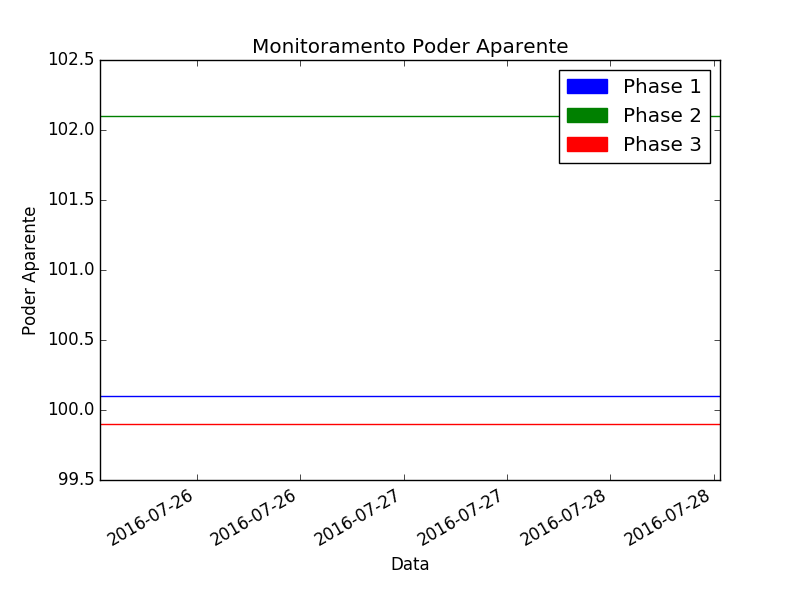 Monitoramento Poder Aparente
102.5
102.0
101.5
101.0
100.5
100.0
99.5
Poder Aparente
Phase 1
Phase 2
Phase 3
2016-07-26
2016-07-26
2016-07-27
2016-07-27
2016-07-28
2016-07-28
Data